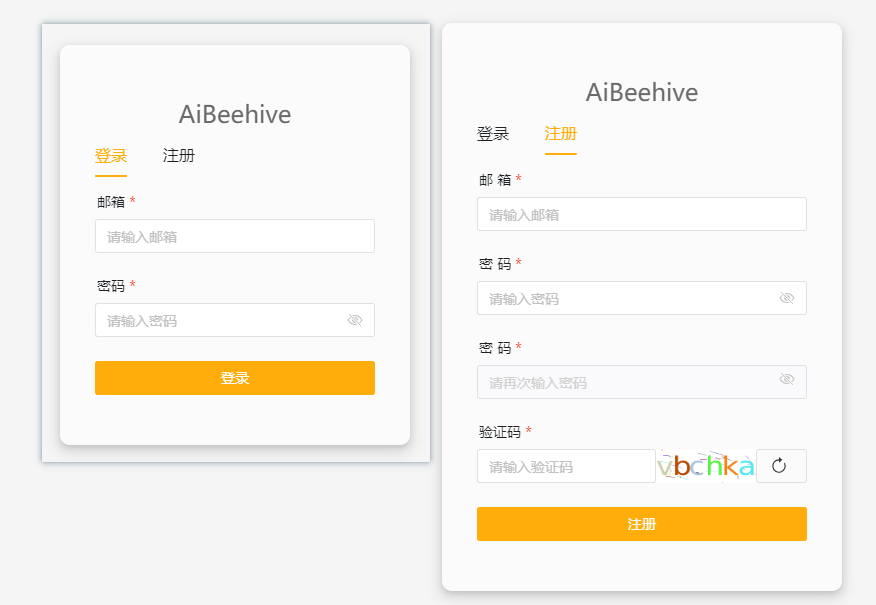 AiBeehive
登录 注册
邮箱 *
请输入邮箱
密码 *
请输入密码
登录
AiBeehive
登录 注册
邮 箱 *
请输入邮箱
密 码 *
请输入密码
密 码 *
请再次输入密码
验证码 *
请输入验证码 vbchka
注册